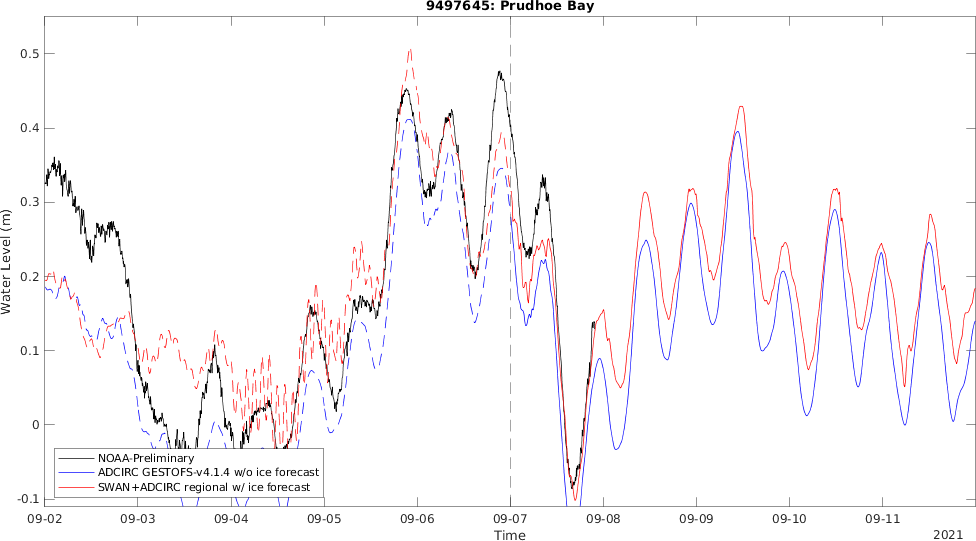 9497645: Prudhoe Bay
Water Level (m)
0.5
0.4
0.3
0.2
0.1
0
-0.1
NOAA-Preliminary
ADCIRC GESTOFS-v4.1.4 w/o ice forecast
SWAN+ADCIRC regional w/ ice forecast
09-02 09-03 09-04 09-05 09-06 09-07 09-08 09-09 09-10 09-11
Time
2021